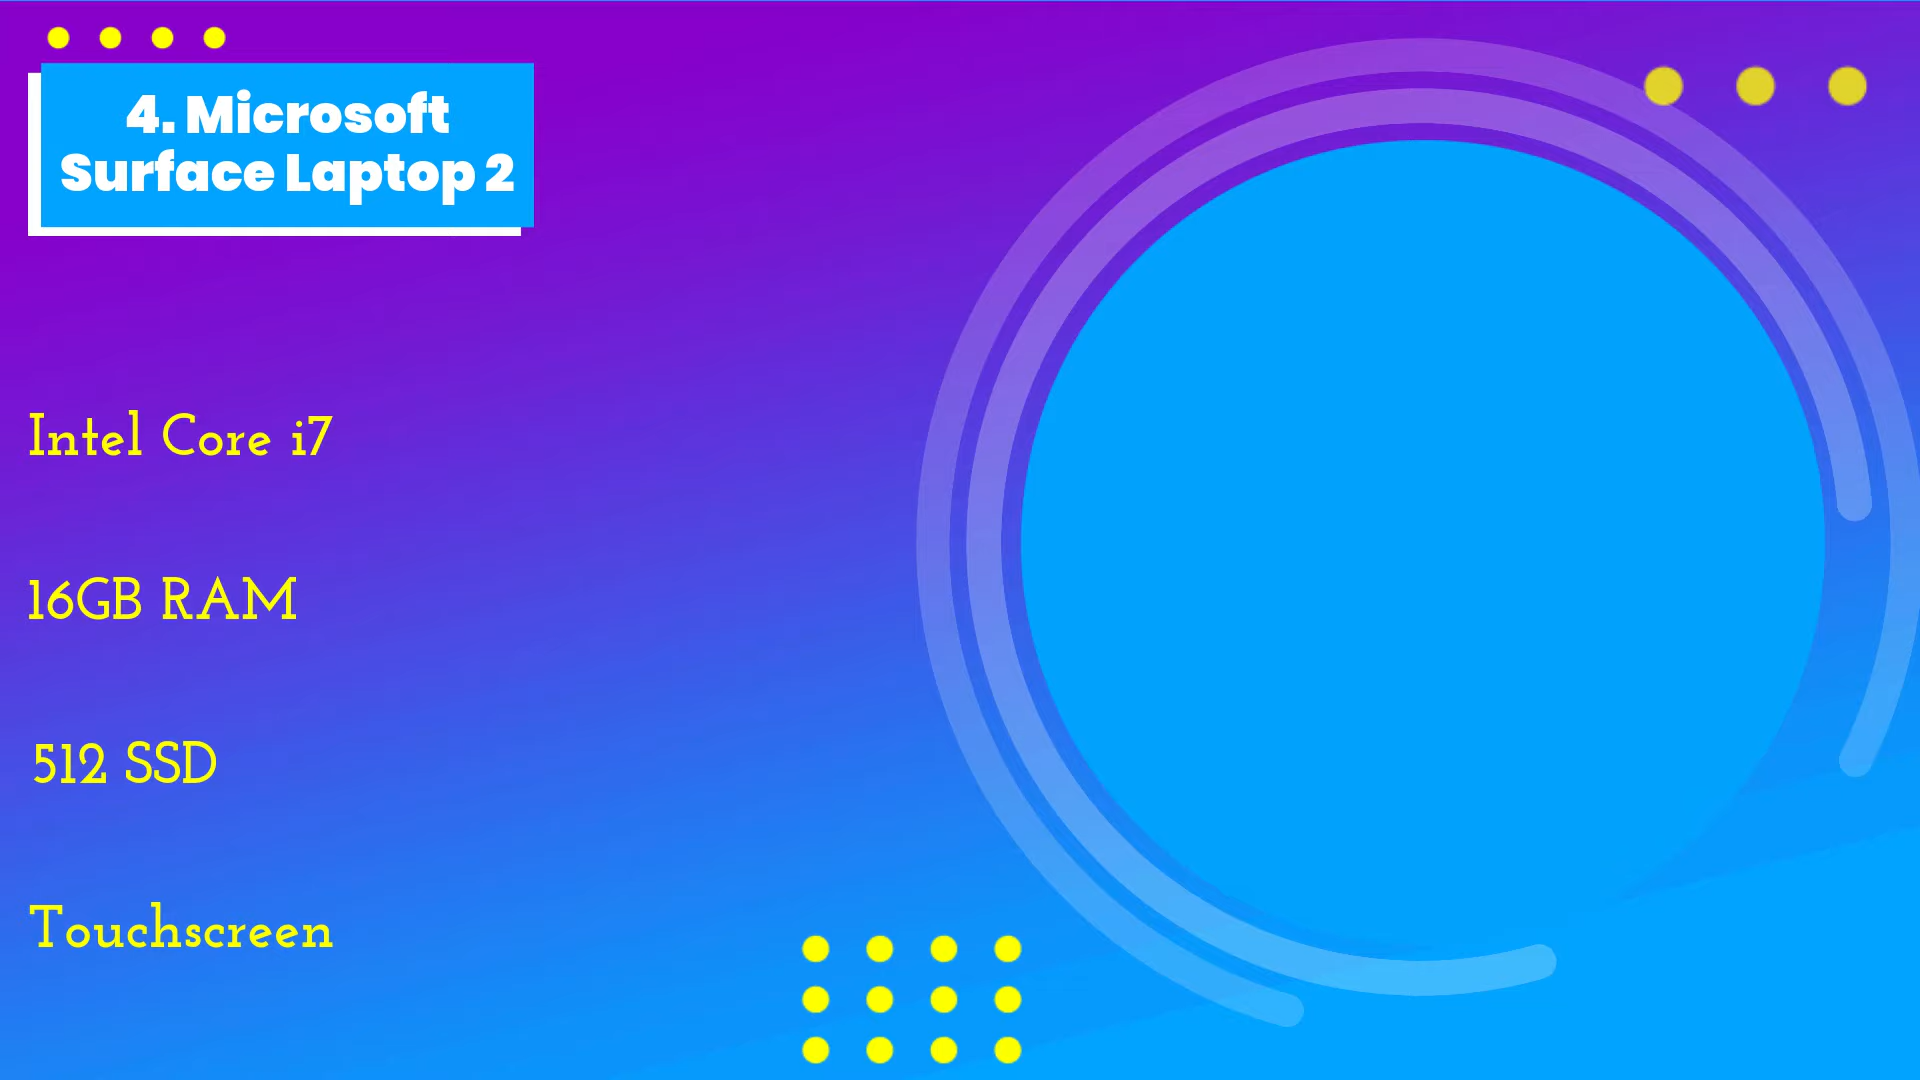 4. Microsoft
Surface Laptop 2
Intel Core i7
16GB RAM
512 SSD
Touchscreen